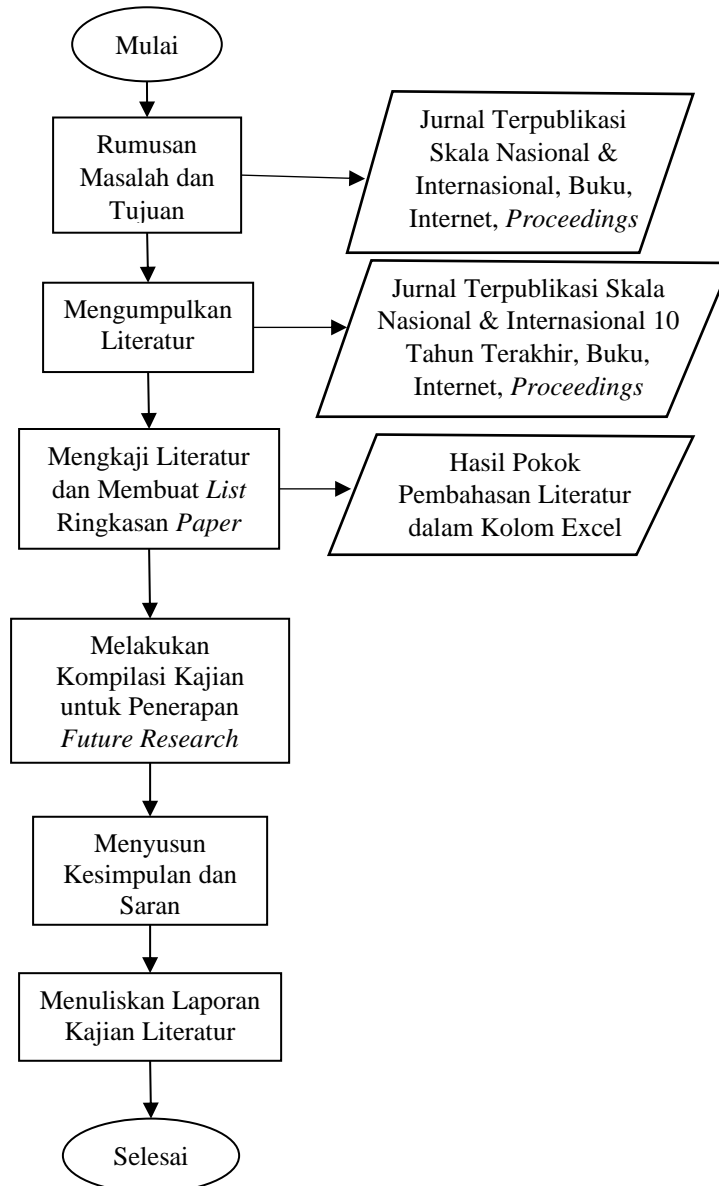 Mulai
Rumusan
Masalah dan
Tujuan
Jurnal Terpublikasi
Skala Nasional &
Internasional, Buku,
Internet, Proceedings
Mengumpulkan
Literatur
Jurnal Terpublikasi Skala
Nasional & Internasional 10
Tahun Terakhir, Buku,
Internet, Proceedings
Mengkaji Literatur
dan Membuat List
Ringkasan Paper
Hasil Pokok
Pembahasan Literatur
dalam Kolom Excel
Melakukan
Kompilasi Kajian
untuk Penerapan
Future Research
Menyusun
Kesimpulan dan
Saran
Menuliskan Laporan
Kajian Literatur
Selesai